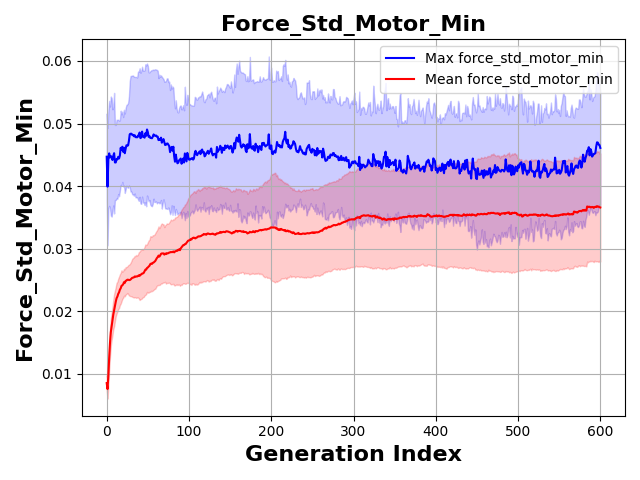 Force_Std_Motor_Min
Max force_std_motor_min
Mean force_std_motor_min
Force_Std_Motor_Min
0.06
0.05
0.04
0.03
0.02
0.01
0 100 200 300 400 500 600
Generation Index